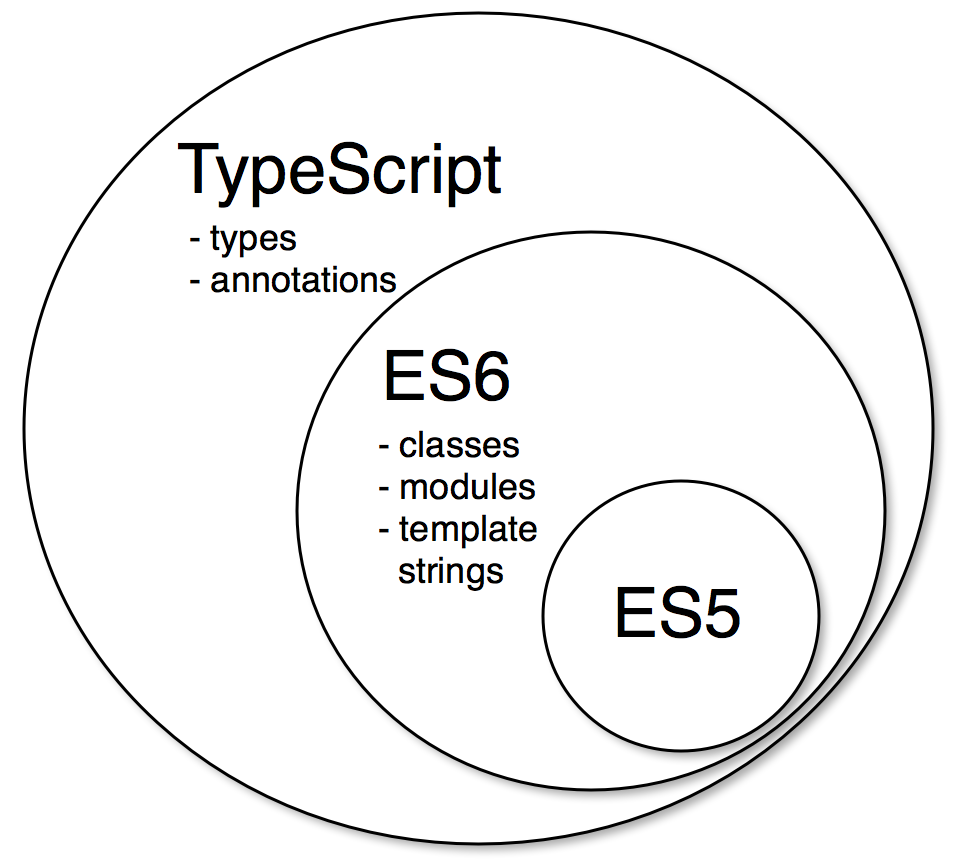 TypeScript
- types
- annotations
ES6
- classes
- modules
- template
strings
ES5